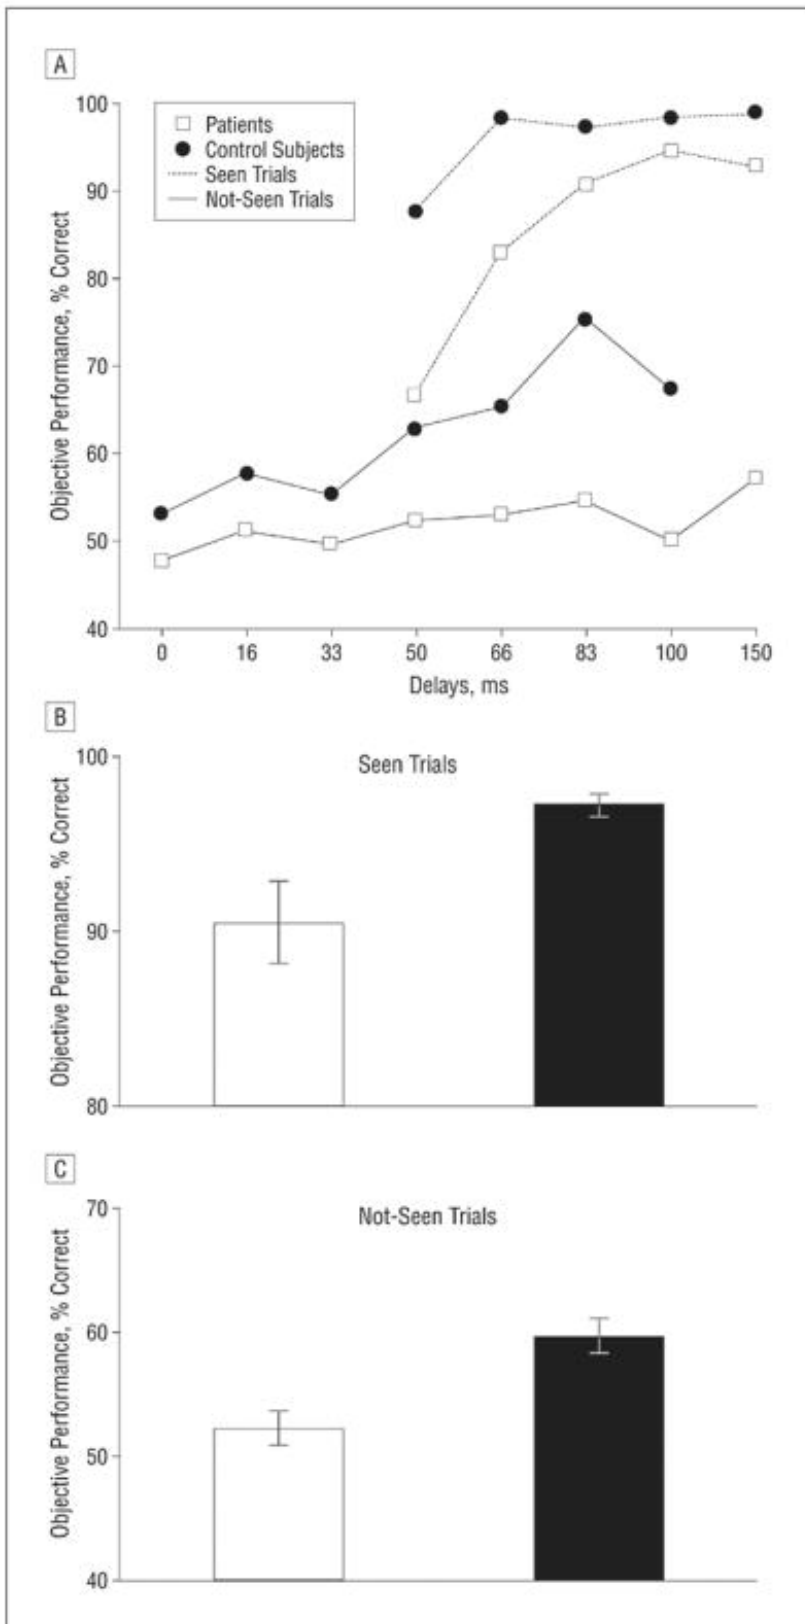 A
Objective Performance, % Correct
100
90
80
70
60
50
40
Patients
Control Subjects
Seen Trials
Not-Seen Trials
0 16 33 50 66 83 100 150
Delays, ms
B
Objective Performance, % Correct
100
90
80
Seen Trials
C
Objective Performance, % Correct
70
60
50
40
Not-Seen Trials